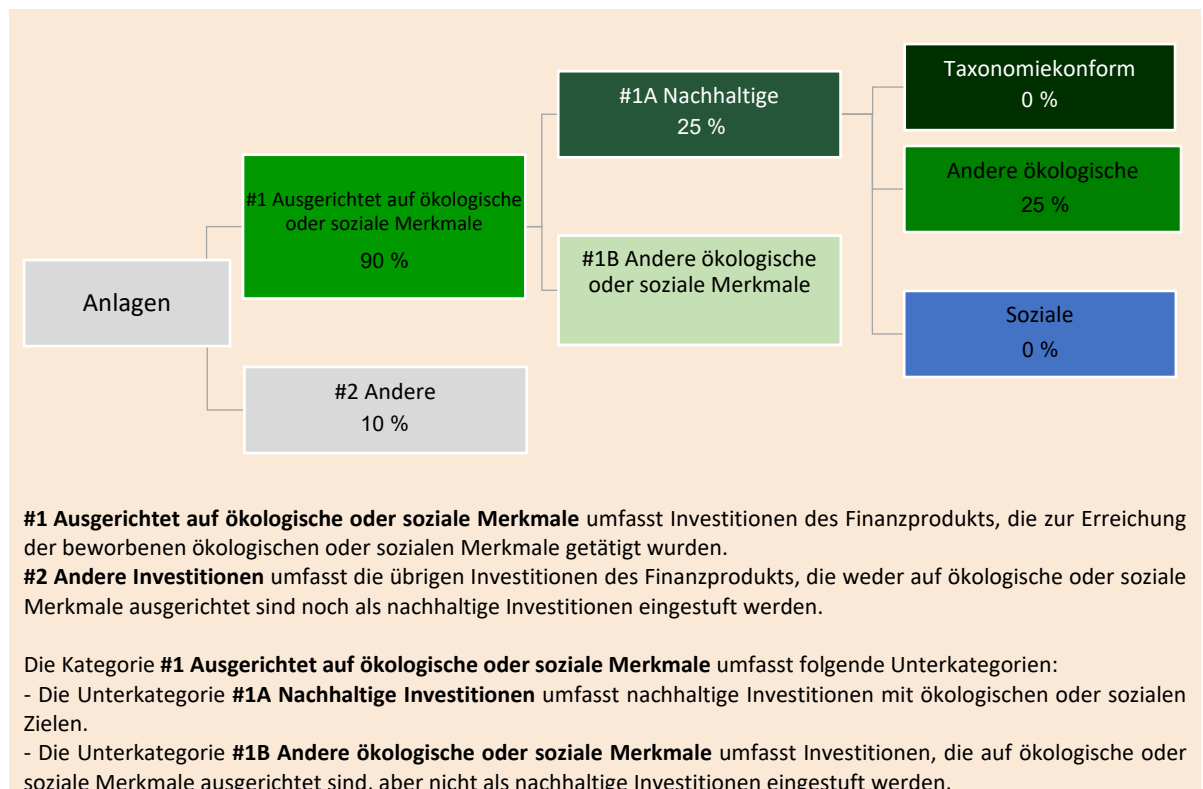 Taxonomiekonform
0 %
#1A Nachhaltige
25 %
Andere ökologische
25 %
#1 Ausgerichtet auf ökologische
oder soziale Merkmale
90 %
#1B Andere ökologische
oder soziale Merkmale
Anlagen
Soziale
0 %
#2 Andere
10 %
#1 Ausgerichtet auf ökologische oder soziale Merkmale umfasst Investitionen des Finanzprodukts, die zur Erreichung
der beworbenen ökologischen oder sozialen Merkmale getätigt wurden.
#2 Andere Investitionen umfasst die übrigen Investitionen des Finanzprodukts, die weder auf ökologische oder soziale
Merkmale ausgerichtet sind noch als nachhaltige Investitionen eingestuft werden.
Die Kategorie #1 Ausgerichtet auf ökologische oder soziale Merkmale umfasst folgende Unterkategorien:
- Die Unterkategorie #1A Nachhaltige Investitionen umfasst nachhaltige Investitionen mit ökologischen oder sozialen
Zielen.
- Die Unterkategorie #1B Andere ökologische oder soziale Merkmale umfasst Investitionen, die auf ökologische oder
soziale Merkmale ausgerichtet sind, aber nicht als nachhaltige Investitionen eingestuft werden.